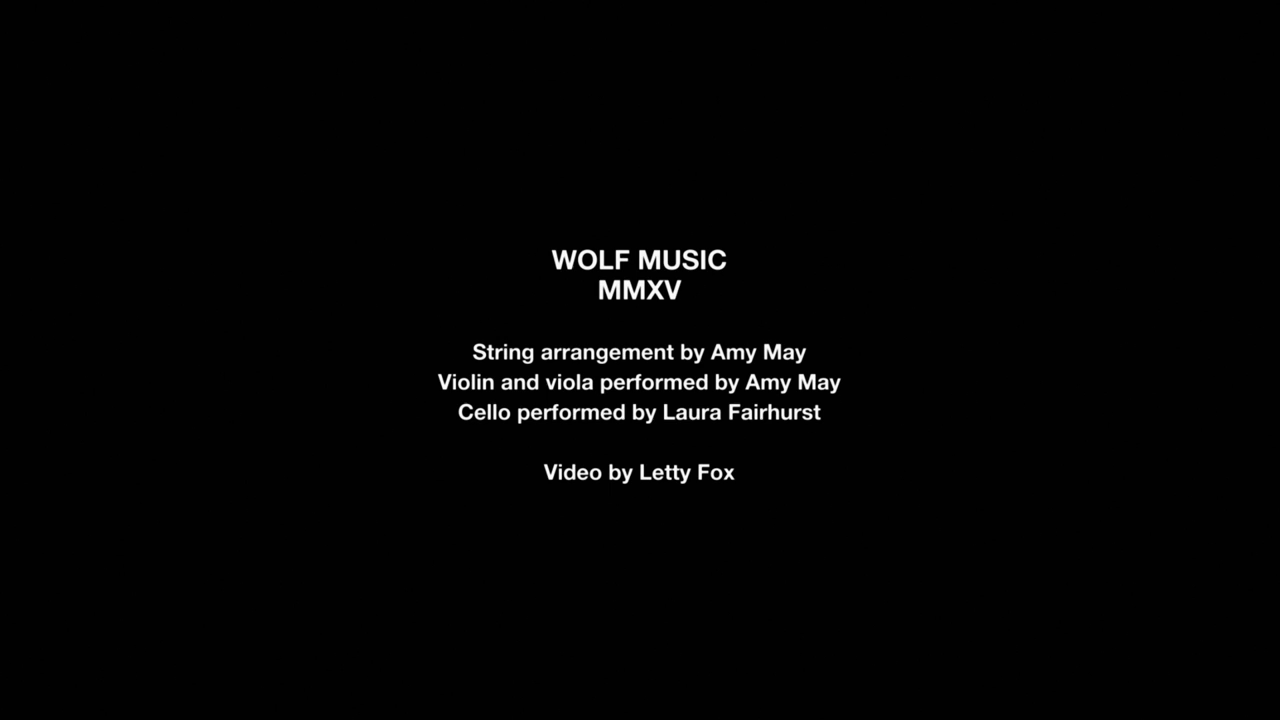 WOLF MUSIC
MMXV
String arrangement by Amy May
Violin and viola performed by Amy May
Cello performed by Laura Fairhurst
Video by Letty Fox